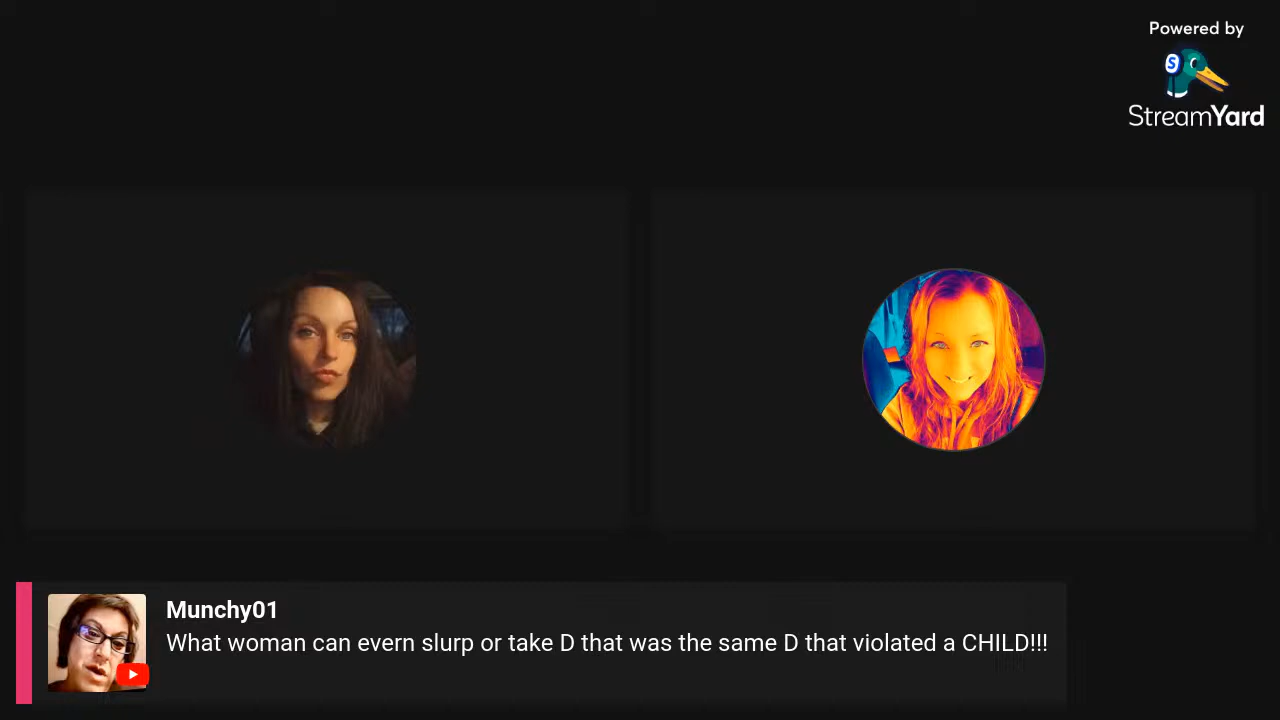 Powered by
StreamYard
Munchy01
What woman can evern slurp or take D that was the same D that violated a CHILD!!!